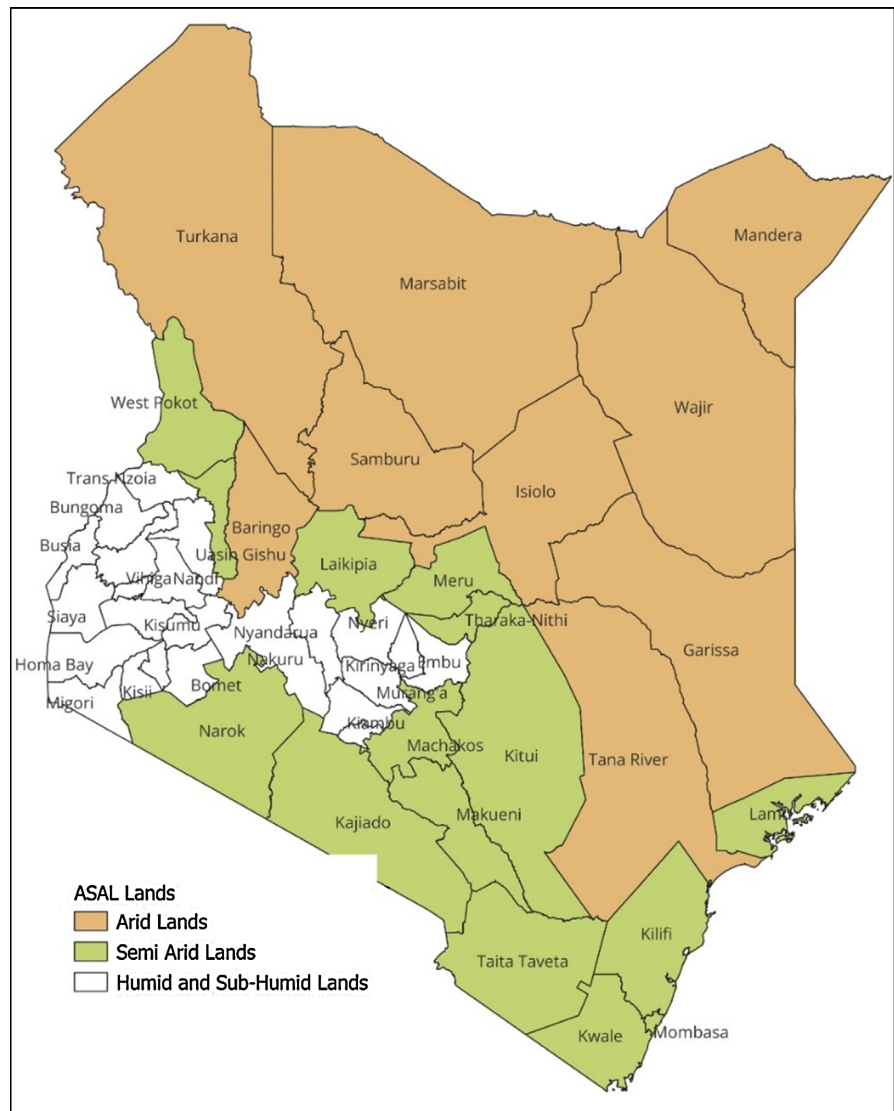 Turkana
Mandera
Marsabit
West Pokot
Wajir
Samburu
Trans Nzoia
Isiolo
Bungoma
Baringo
Busia
Uasin Gishu
Laikipia
Vihiga
Nandi
Meru
Siaya
Kisumu
Nyandarua
Nyeri
Tharaka-Nithi
Homa Bay
Nakuru
Kirinyaga
Embu
Garissa
Migori
Kisii
Bomet
Murang'a
Narok
Kiambu
Machakos
Kitui
Tana River
Kajiado
Makueni
Lamu
ASAL Lands
Arid Lands
Semi Arid Lands
Humid and Sub-Humid Lands
Kilifi
Taita Taveta
Kwale
Mombasa